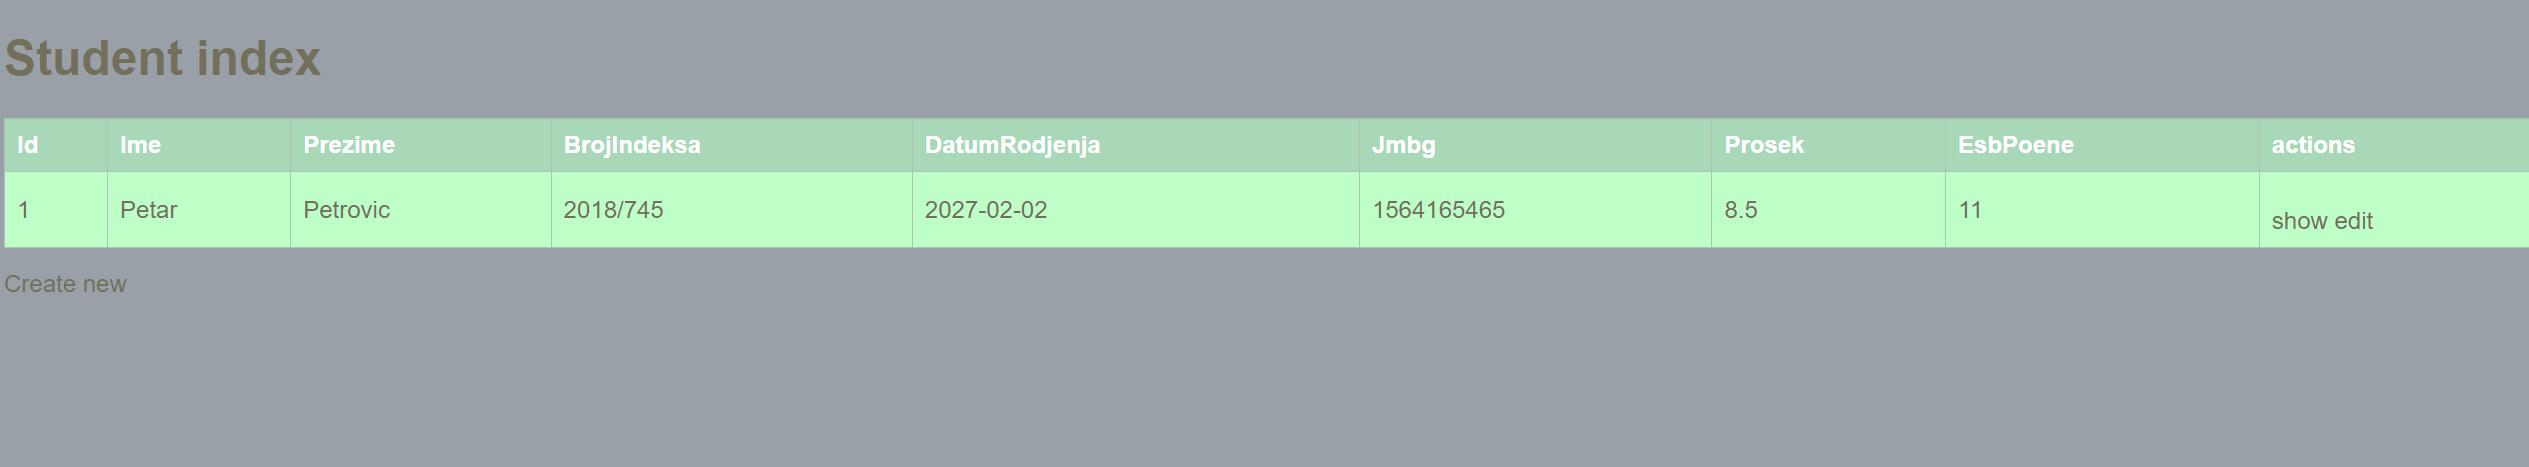 Student index
Id Ime Prezime BrojIndeksa DatumRodjenja Jmbg Prosek EsbPoene actions
1 Petar Petrovic 2018/745 2027-02-02 1564165465 8.5 11 show edit
Create new